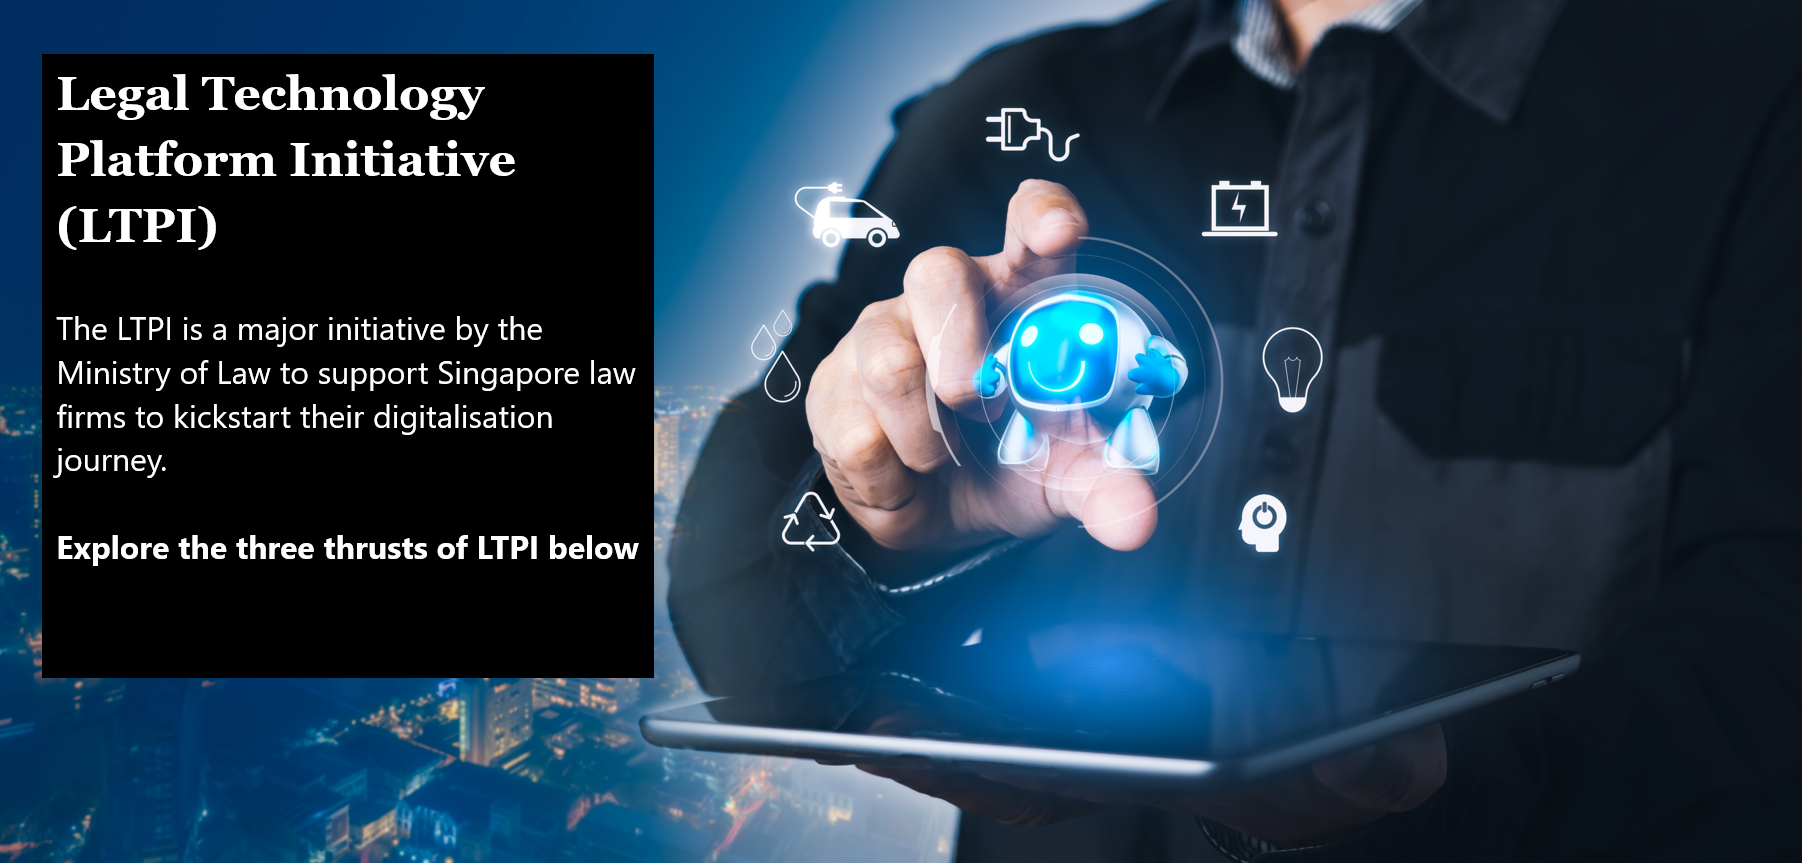 Legal Technology
Platform Initiative
(LTPI)
The LTPI is a major initiative by the
Ministry of Law to support Singapore law
firms to kickstart their digitalisation
journey.
Explore the three thrusts of LTPI below